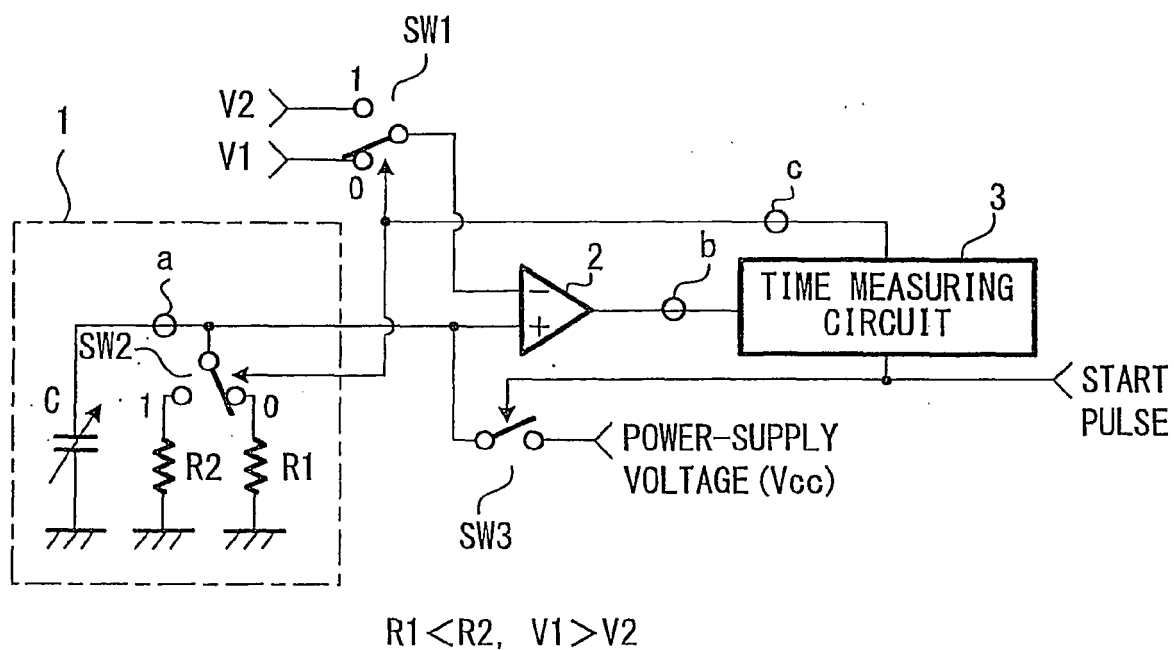 SW1
1
V2
1
V1
0
c
3
a
2
b
TIME MEASURING
CIRCUIT
SW2
C
1
0
START
PULSE
R2
R1
POWER-SUPPLY
VOLTAGE (Vcc)
SW3
R1<R2, V1>V2